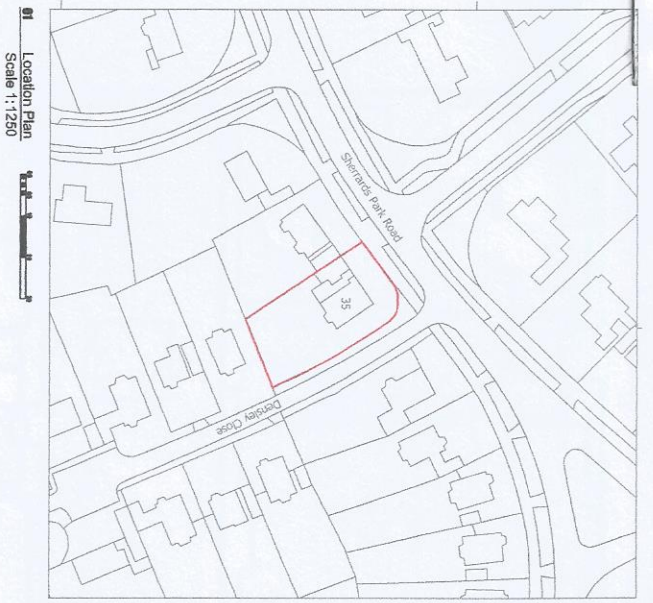 Sherrards Park Road
35
Densley Close
01 Location Plan
Scale 1:1250